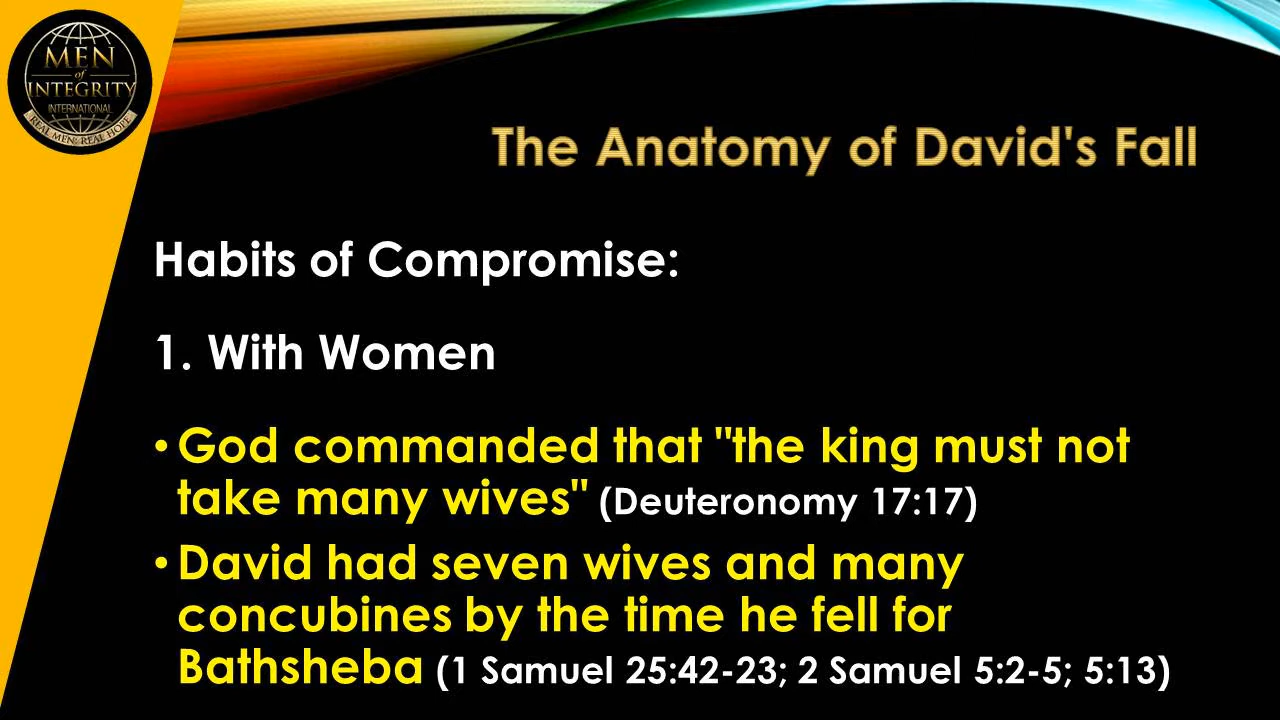 MEN
of
INTEGRITY
INTERNATIONAL
REAL MEN: REAL HOPE
The Anatomy of David's Fall
Habits of Compromise:
1. With Women
• God commanded that "the king must not
take many wives" (Deuteronomy 17:17)
• David had seven wives and many
concubines by the time he fell for
Bathsheba (1 Samuel 25:42-23; 2 Samuel 5:2-5; 5:13)